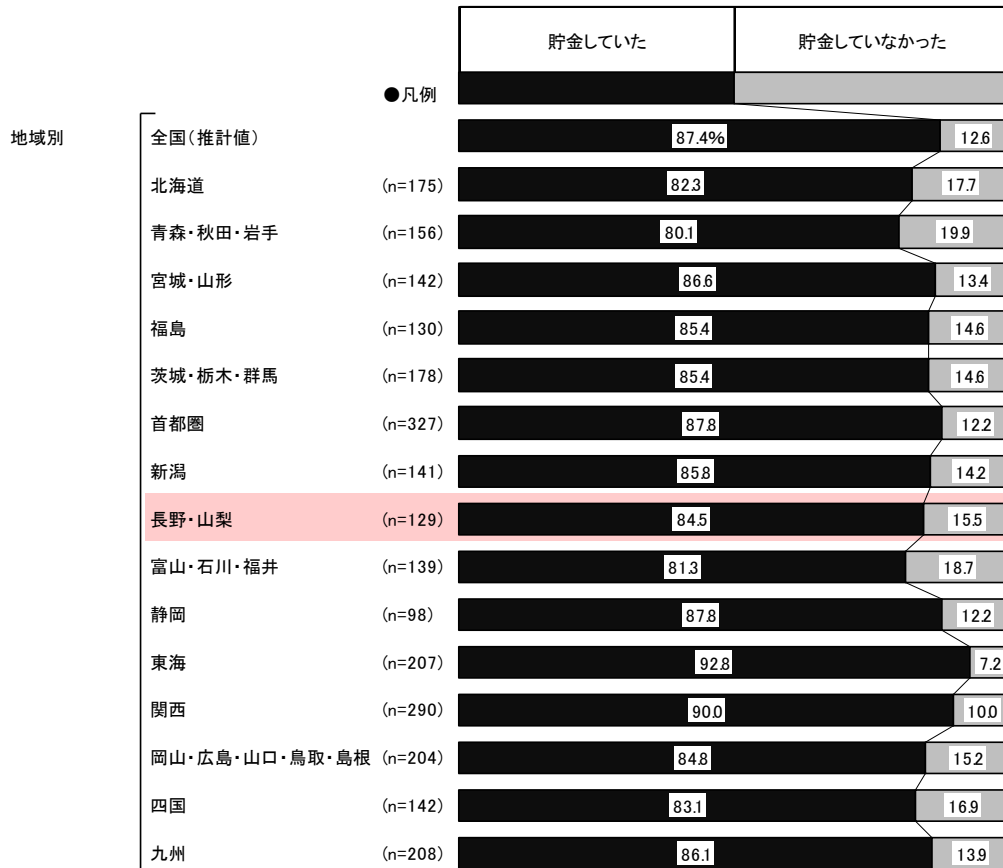 貯金していた 貯金していなかった
●凡例
地域別 全国(推計値) 87.4% 12.6
北海道 (n=175) 82.3 17.7
青森・秋田・岩手 (n=156) 80.1 19.9
宮城・山形 (n=142) 86.6 13.4
福島 (n=130) 85.4 14.6
茨城・栃木・群馬 (n=178) 85.4 14.6
首都圏 (n=327) 87.8 12.2
新潟 (n=141) 85.8 14.2
長野・山梨 (n=129) 84.5 15.5
富山・石川・福井 (n=139) 81.3 18.7
静岡 (n=98) 87.8 12.2
東海 (n=207) 92.8 7.2
関西 (n=290) 90.0 10.0
岡山・広島・山口・鳥取・島根 (n=204) 84.8 15.2
四国 (n=142) 83.1 16.9
九州 (n=208) 86.1 13.9